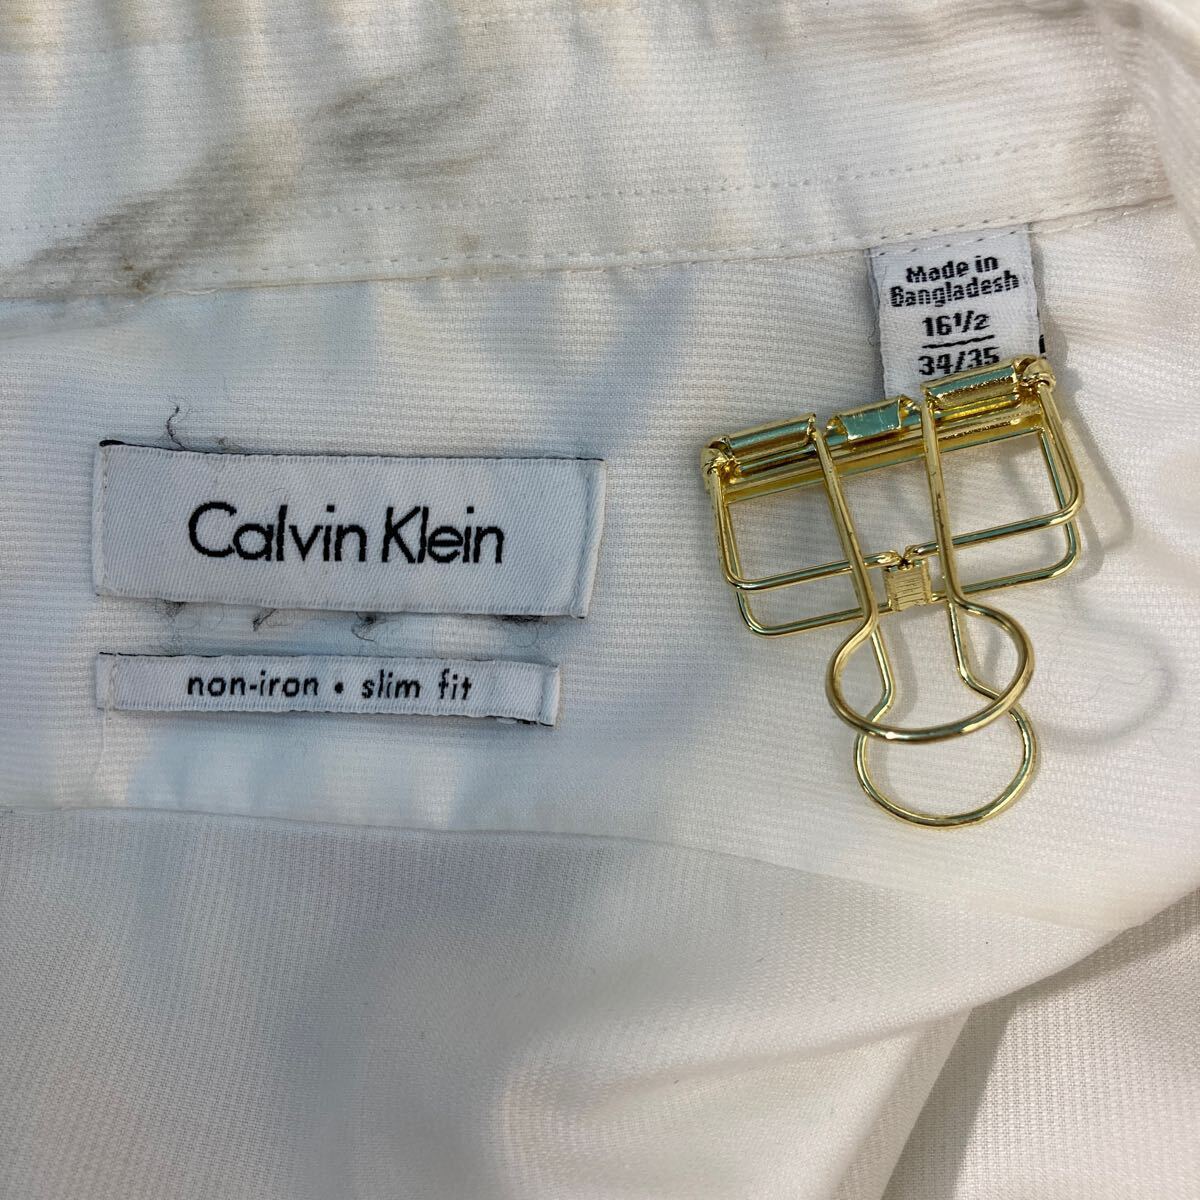 Made in
Bangladesh
16 1/2
34/35
Calvin Klein
non-iron • slim fit